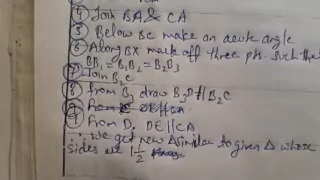 ④ Join BA & CA
⑤ Below BC make an acute angle
⑥ Along BX mark off three pts. such that
BB₁ = B₁B₂ = B₂B₃
⑦ Join B₂C
⑧ from B₃ draw B₃D ∥ B₂C
⑨ From D, DE ∥ CA
∴ We get new Δ similar to given Δ whose
sides are 1½